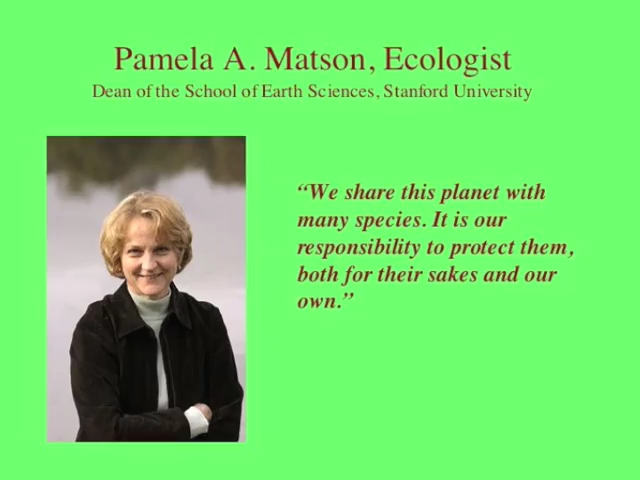 Pamela A. Matson, Ecologist
Dean of the School of Earth Sciences, Stanford University
“We share this planet with
many species. It is our
responsibility to protect them,
both for their sakes and our
own.”